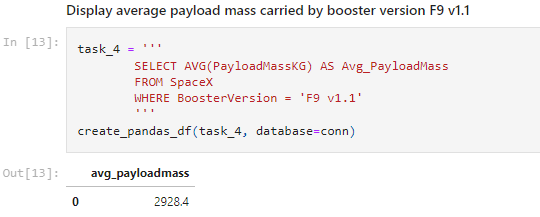 Display average payload mass carried by booster version F9 v1.1
In [13]:
task_4 = '''
SELECT AVG(PayloadMassKG) AS Avg_PayloadMass
FROM SpaceX
WHERE BoosterVersion = 'F9 v1.1'
'''
create_pandas_df(task_4, database=conn)
Out[13]:
avg_payloadmass
0 2928.4